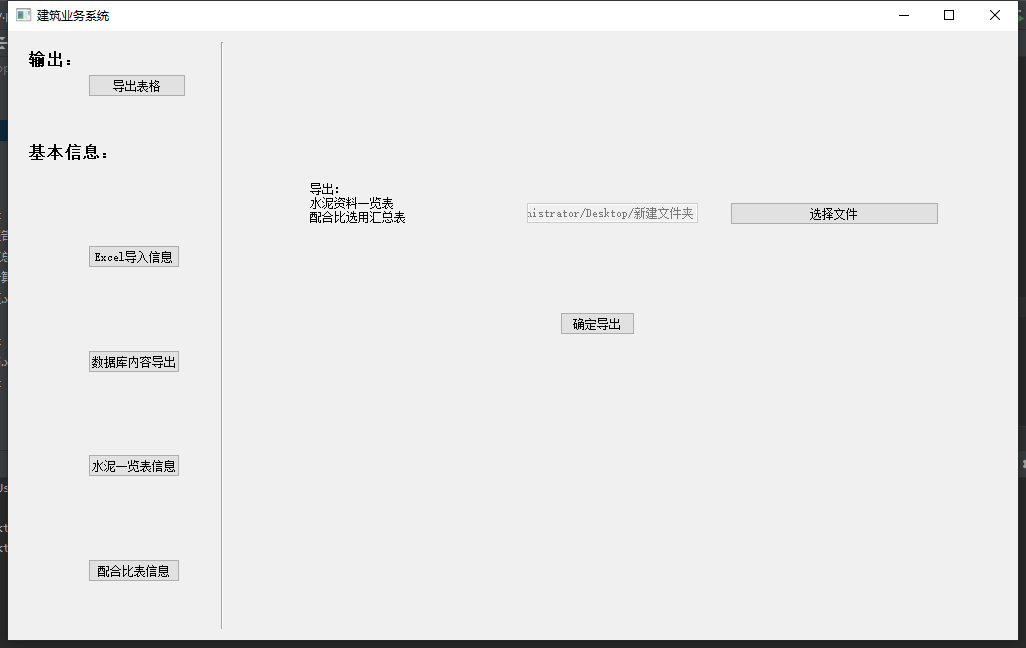 建筑业务系统
输出：
导出表格
基本信息：
Excel导入信息
数据库内容导出
水泥一览表信息
配合比表信息
导出：
水泥资料一览表
配合比选用汇总表
nistrator/Desktop/新建文件夹
选择文件
确定导出